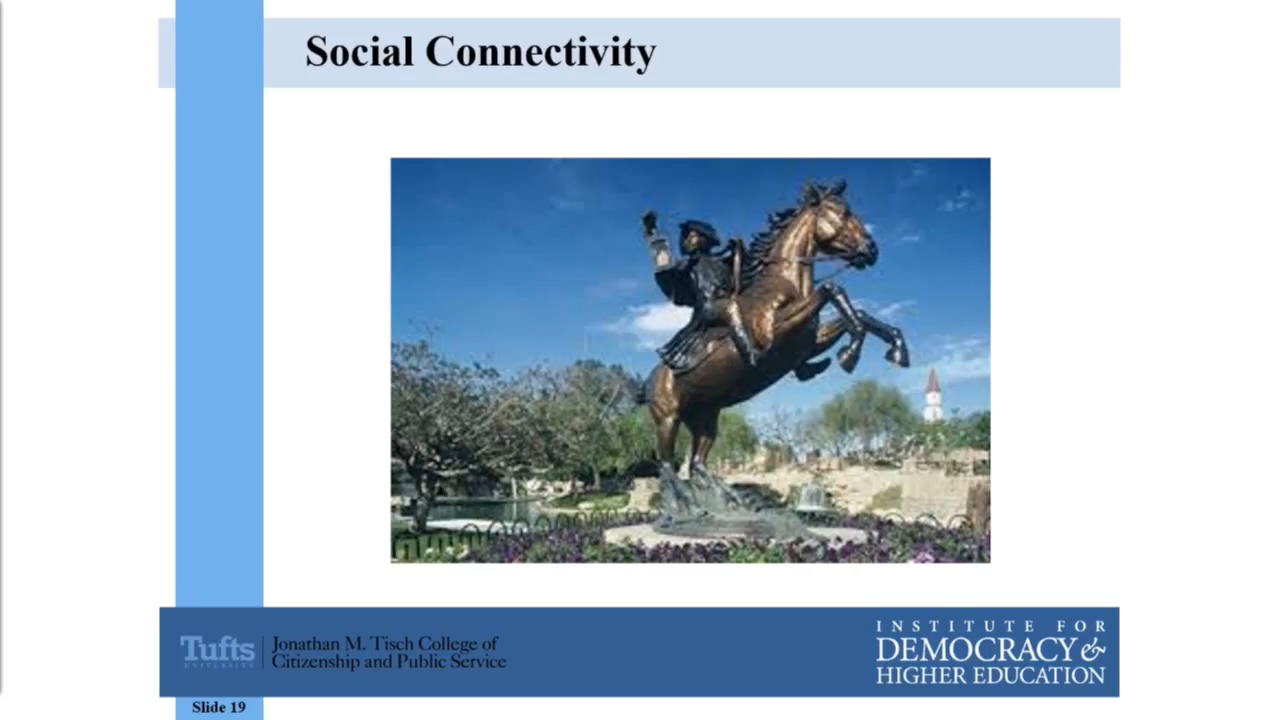 Social Connectivity
Tufts
UNIVERSITY
Jonathan M. Tisch College of
Citizenship and Public Service
INSTITUTE FOR
DEMOCRACY &
HIGHER EDUCATION
Slide 19